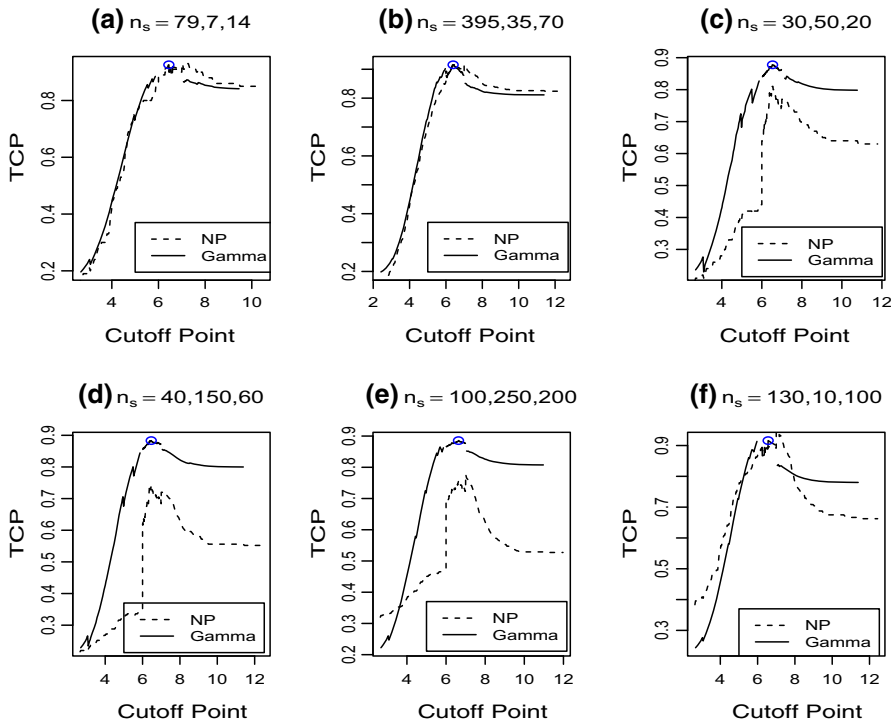 (a) nₛ = 79,7,14
TCP
0.8
0.6
0.4
0.2
NP
Gamma
4 6 8 10
Cutoff Point
(b) nₛ = 395,35,70
TCP
0.8
0.6
0.4
0.2
NP
Gamma
2 4 6 8 10 12
Cutoff Point
(c) nₛ = 30,50,20
TCP
0.9
0.8
0.7
0.6
0.5
0.4
0.3
NP
Gamma
4 6 8 10 12
Cutoff Point
(d) nₛ = 40,150,60
TCP
0.9
0.8
0.7
0.6
0.5
0.4
0.3
NP
Gamma
4 6 8 10 12
Cutoff Point
(e) nₛ = 100,250,200
TCP
0.9
0.8
0.7
0.6
0.5
0.4
0.3
0.2
NP
Gamma
4 6 8 10 12
Cutoff Point
(f) nₛ = 130,10,100
TCP
0.9
0.7
0.5
0.3
NP
Gamma
4 6 8 10 12
Cutoff Point